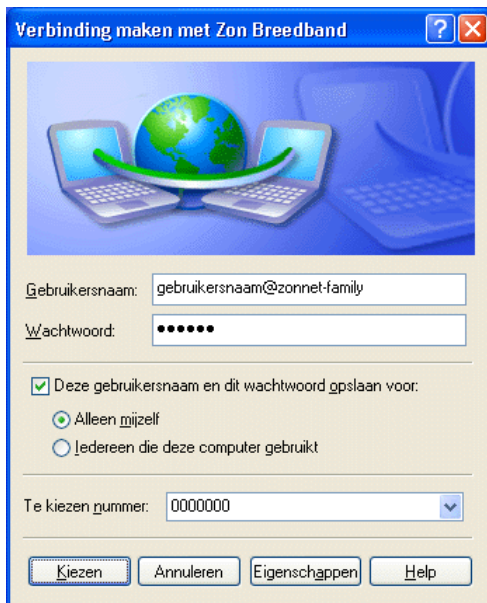 Verbinding maken met Zon Breedband
Gebruikersnaam: gebruikersnaam@zonnet-family
Wachtwoord: ●●●●●●
Deze gebruikersnaam en dit wachtwoord opslaan voor:
Alleen mijzelf
Iedereen die deze computer gebruikt
Te kiezen nummer: 0000000
Kiezen Annuleren Eigenschappen Help